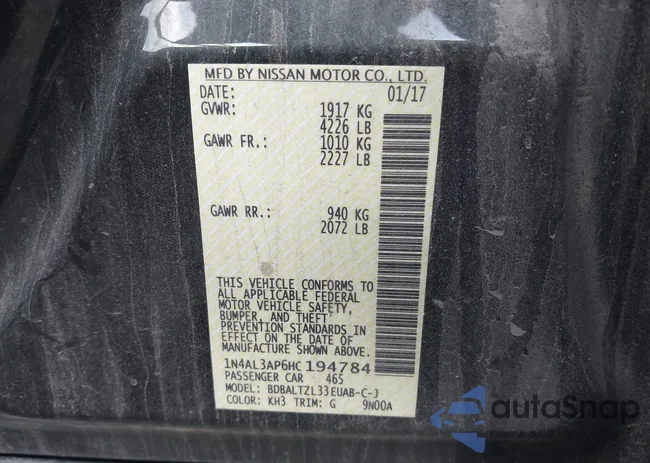 MFD BY NISSAN MOTOR CO., LTD.
DATE: 01/17
GVWR: 1917 KG
4226 LB
GAWR FR.: 1010 KG
2227 LB
GAWR RR.: 940 KG
2072 LB
THIS VEHICLE CONFORMS TO
ALL APPLICABLE FEDERAL
MOTOR VEHICLE SAFETY,
BUMPER, AND THEFT
PREVENTION STANDARDS IN
EFFECT ON THE DATE OF
MANUFACTURE SHOWN ABOVE.
1N4AL3AP6HC194784
PASSENGER CAR 465
MODEL: BDBALTZL33EUAB-C-J
COLOR: KH3 TRIM: G 9N00A
autoSnap